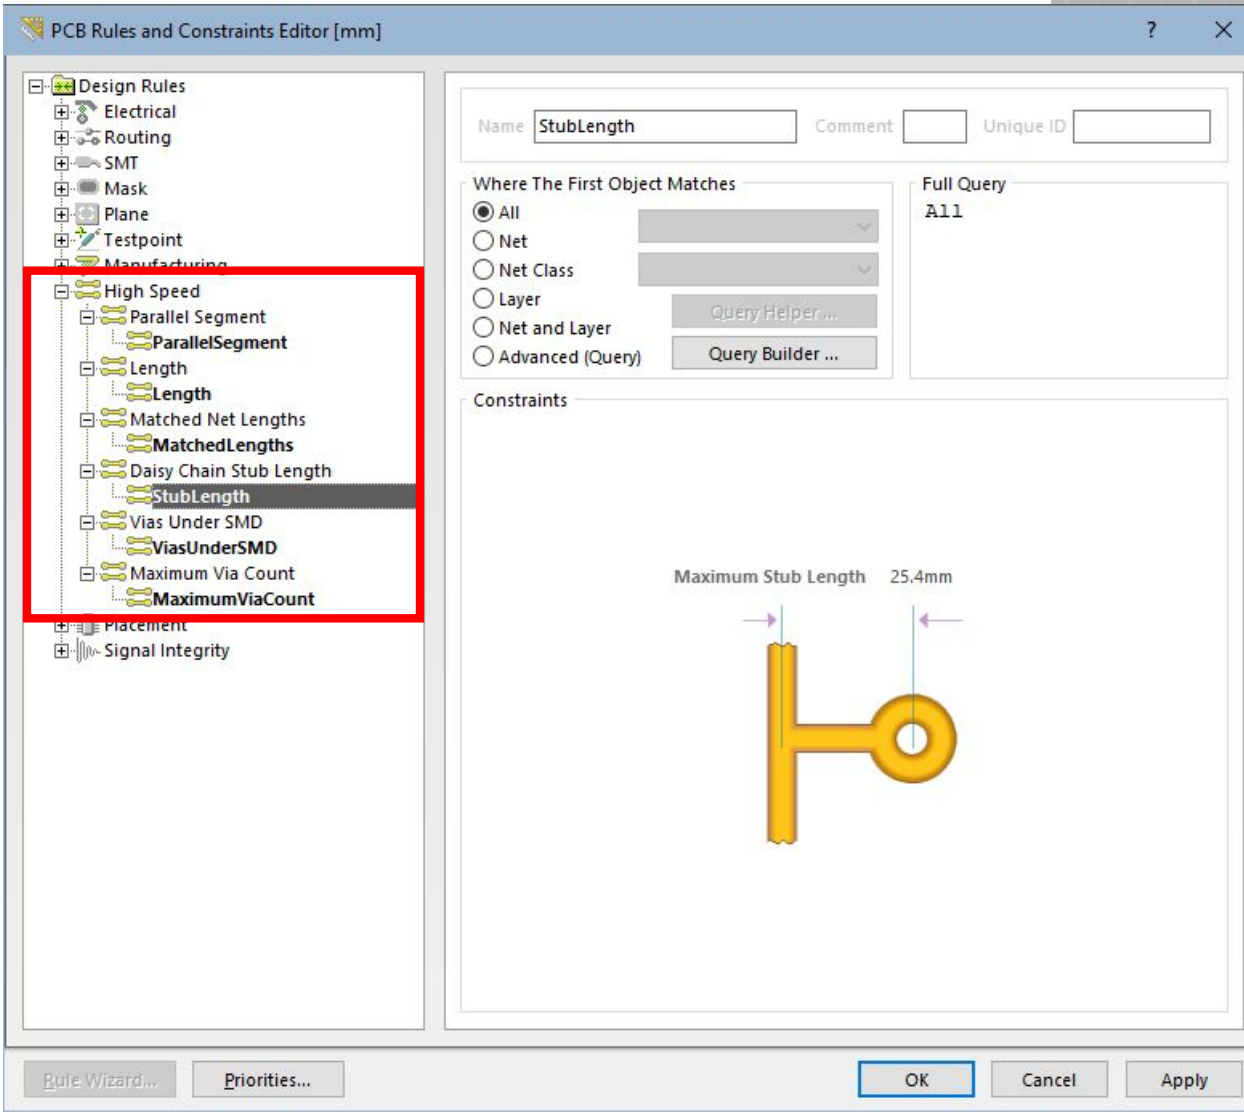 PCB Rules and Constraints Editor [mm]
?
Design Rules
Electrical
Routing
SMT
Mask
Plane
Testpoint
Manufacturing
High Speed
Parallel Segment
ParallelSegment
Length
Length
Matched Net Lengths
MatchedLengths
Daisy Chain Stub Length
StubLength
Vias Under SMD
ViasUnderSMD
Maximum Via Count
MaximumViaCount
Placement
Signal Integrity
Name StubLength Comment Unique ID
Where The First Object Matches
All
Net
Net Class
Layer
Net and Layer
Advanced (Query)
Query Helper ...
Query Builder ...
Full Query
All
Constraints
Maximum Stub Length 25.4mm
Rule Wizard... Priorities... OK Cancel Apply